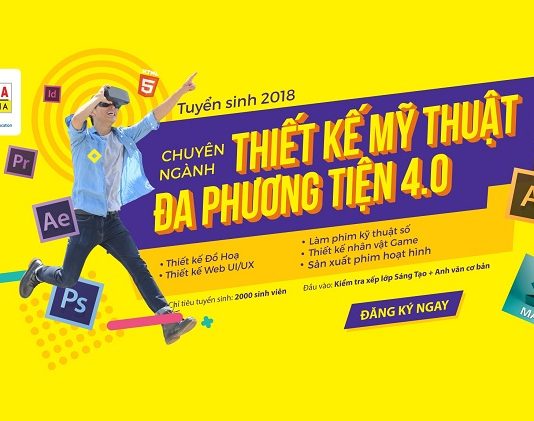 Id
HTML
5
Tuyển sinh 2018
CHUYÊN
NGÀNH
THIẾT KẾ MỸ THUẬT
ĐA PHƯƠNG TIỆN 4.0
Pr
Ae
Ps
• Thiết kế Đồ Hoạ
• Thiết kế Web UI/UX
• Làm phim kỹ thuật số
• Thiết kế nhân vật Game
• Sản xuất phim hoạt hình
Chỉ tiêu tuyển sinh: 2000 sinh viên
Đầu vào: Kiểm tra xếp lớp Sáng Tạo + Anh văn cơ bản
ĐĂNG KÝ NGAY